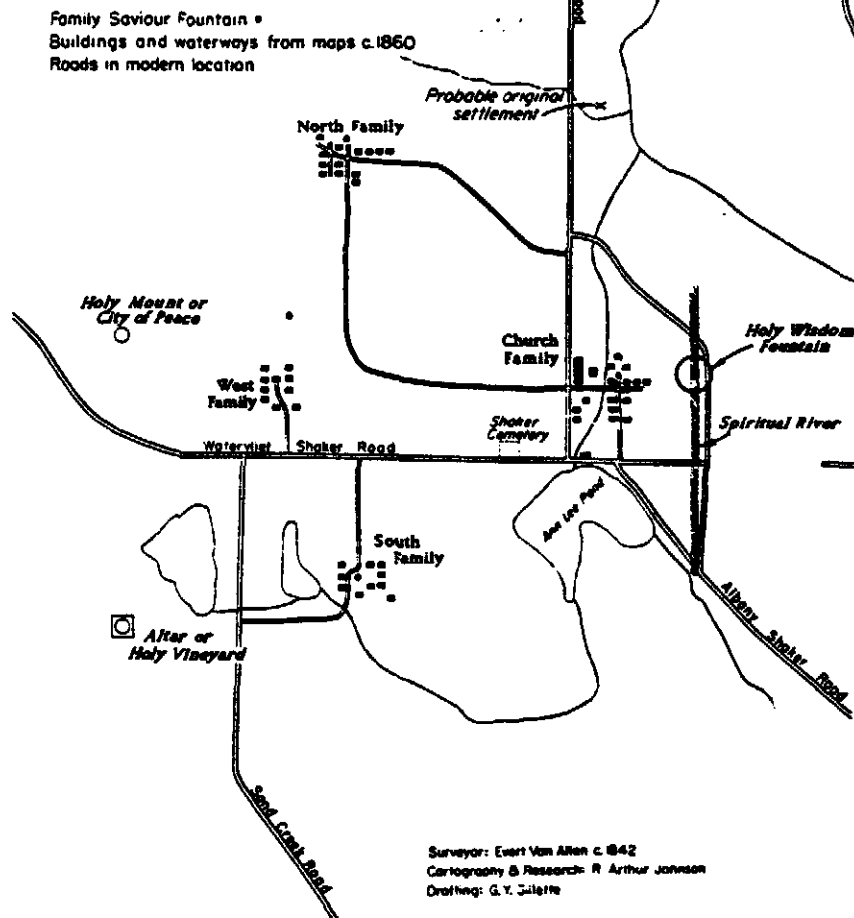 Family Saviour Fountain •
Buildings and waterways from maps c.1860
Roads in modern location
Probable original
settlement
North Family
Holy Mount or
City of Peace
Church
Family
Holy Wisdom
Fountain
West
Family
Shaker
Cemetery
Spiritual River
Watervliet Shaker Road
Ann Lee Pond
South
Family
Altar or
Holy Vineyard
Albany Shaker Road
Sand Creek Road
Surveyor: Evert Van Allen c.1842
Cartography & Research: R. Arthur Johnson
Drafting: G.Y. Gillette